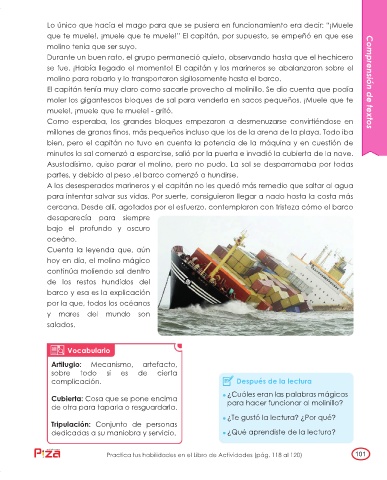 Lo único que hacía el mago para que se pusiera en funcionamiento era decir: "¡Muele
que te muele!, ¡muele que te muele!" El capitán, por supuesto, se empeñó en que ese
molino tenía que ser suyo.
Durante un buen rato, el grupo permaneció quieto, observando hasta que el hechicero
se fue. ¡Había llegado el momento! El capitán y los marineros se abalanzaron sobre el
molino para robarlo y lo transportaron sigilosamente hasta el barco.
El capitán tenía muy claro como sacarle provecho al molinillo. Se dio cuenta que podía
moler los gigantescos bloques de sal para venderla en sacos pequeños. ¡Muele que te
muele!, ¡muele que te muele! - gritó.
Como esperaba, los grandes bloques empezaron a desmenuzarse convirtiéndose en
millones de granos finos, más pequeños incluso que los de la arena de la playa. Todo iba
bien, pero el capitán no tuvo en cuenta la potencia de la máquina y en cuestión de
minutos la sal comenzó a esparcirse, salió por la puerta e invadió la cubierta de la nave.
Asustadísimo, quiso parar el molino, pero no pudo. La sal se desparramaba por todas
partes, y debido al peso ,el barco comenzó a hundirse.
A los desesperados marineros y el capitán no les quedó más remedio que saltar al agua
para intentar salvar sus vidas. Por suerte, consiguieron llegar a nado hasta la costa más
cercana. Desde allí, agotados por el esfuerzo, contemplaron con tristeza cómo el barco
desaparecía para siempre
bajo el profundo y oscuro
océano.
Cuenta la leyenda que, aún
hoy en día, el molino mágico
continúa moliendo sal dentro
de los restos hundidos del
barco y esa es la explicación
por la que, todos los océanos
y mares del mundo son
salados.
Comprensión de textos
Vocabulario
Artilugio: Mecanismo, artefacto,
sobre todo si es de cierta
complicación.
Cubierta: Cosa que se pone encima
de otra para taparla o resguardarla.
Tripulación: Conjunto de personas
dedicadas a su maniobra y servicio.
Después de la lectura
¿Cuáles eran las palabras mágicas
para hacer funcionar al molinillo?
¿Te gustó la lectura? ¿Por qué?
¿Qué aprendiste de la lectura?
Piza
Practica tus habilidades en el Libro de Actividades (pág. 118 al 120)
101